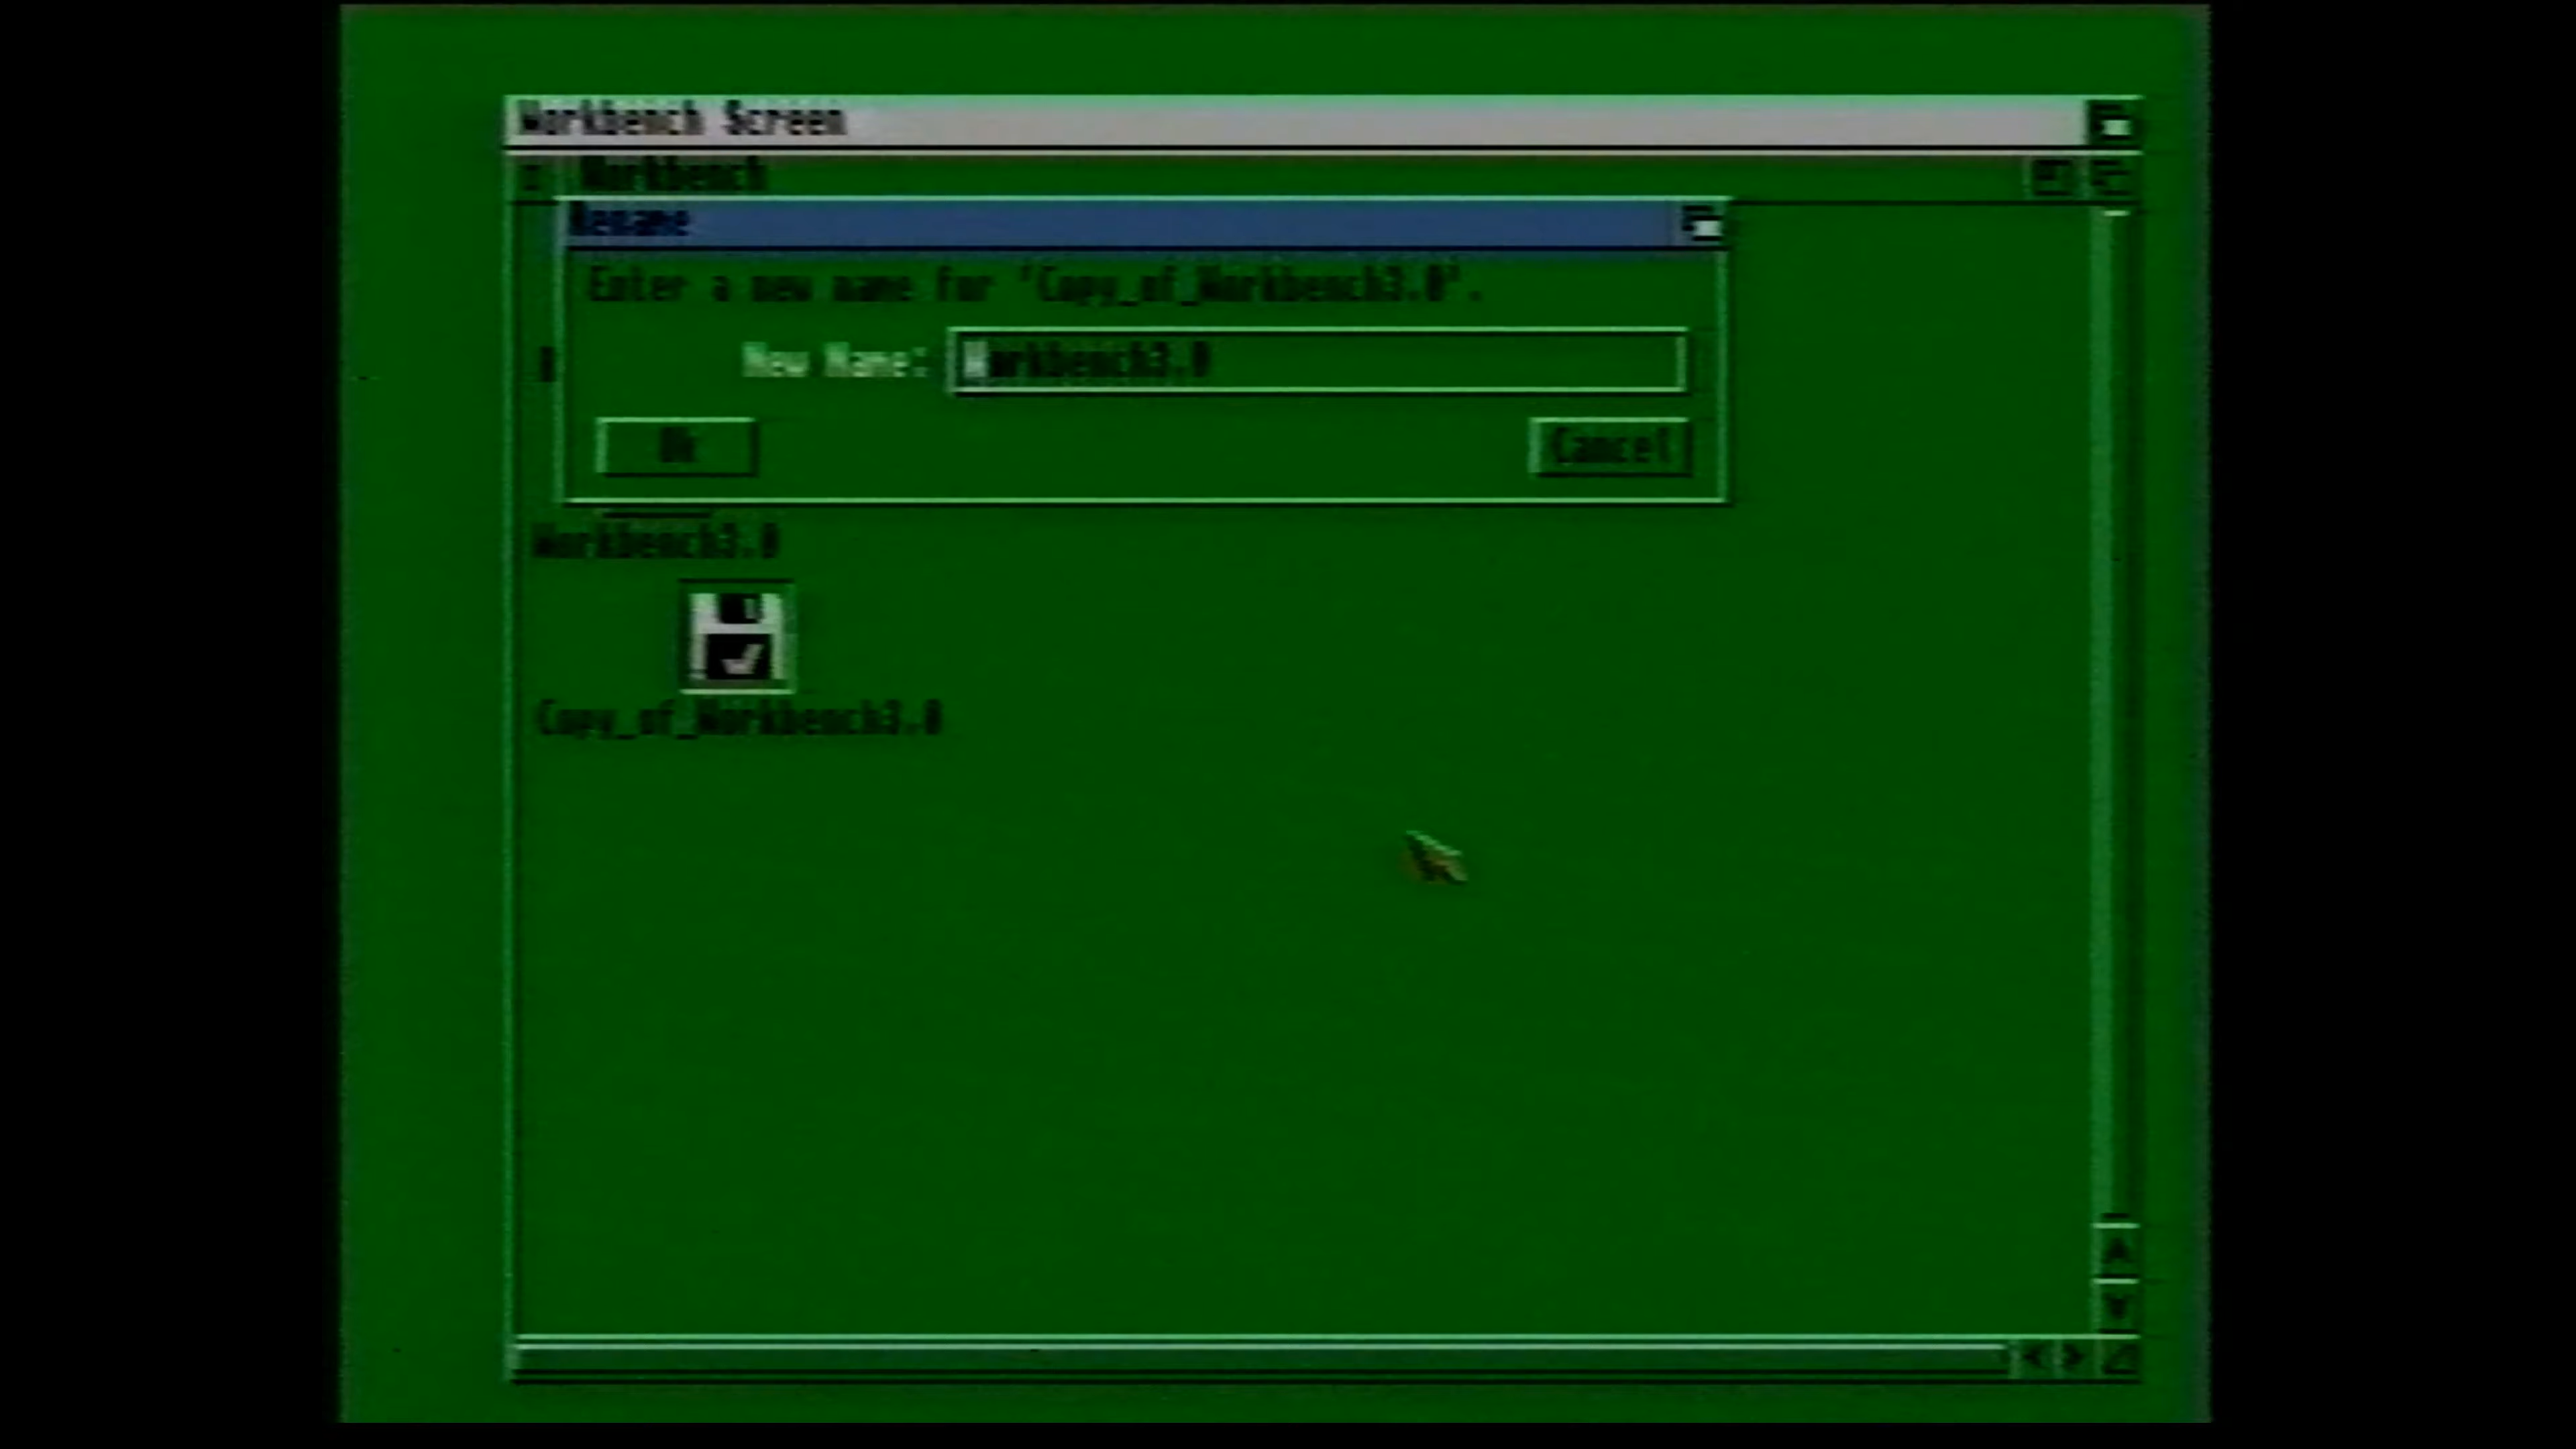 Workbench Screen
Workbench
Rename
Enter a new name for 'Copy_of_Workbench3.0'.
New Name: Workbench3.0
Ok
Cancel
Workbench3.0
Copy_of_Workbench3.0